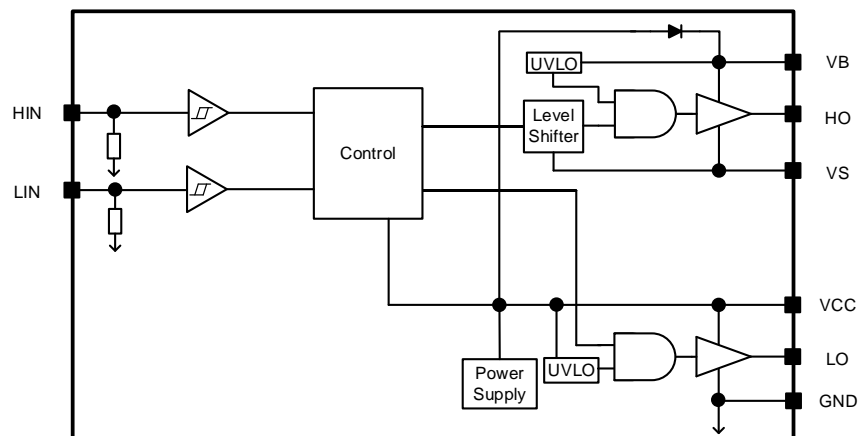 VB
UVLO
HIN
HO
Level
Shifter
Control
VS
LIN
VCC
LO
Power
Supply
UVLO
GND